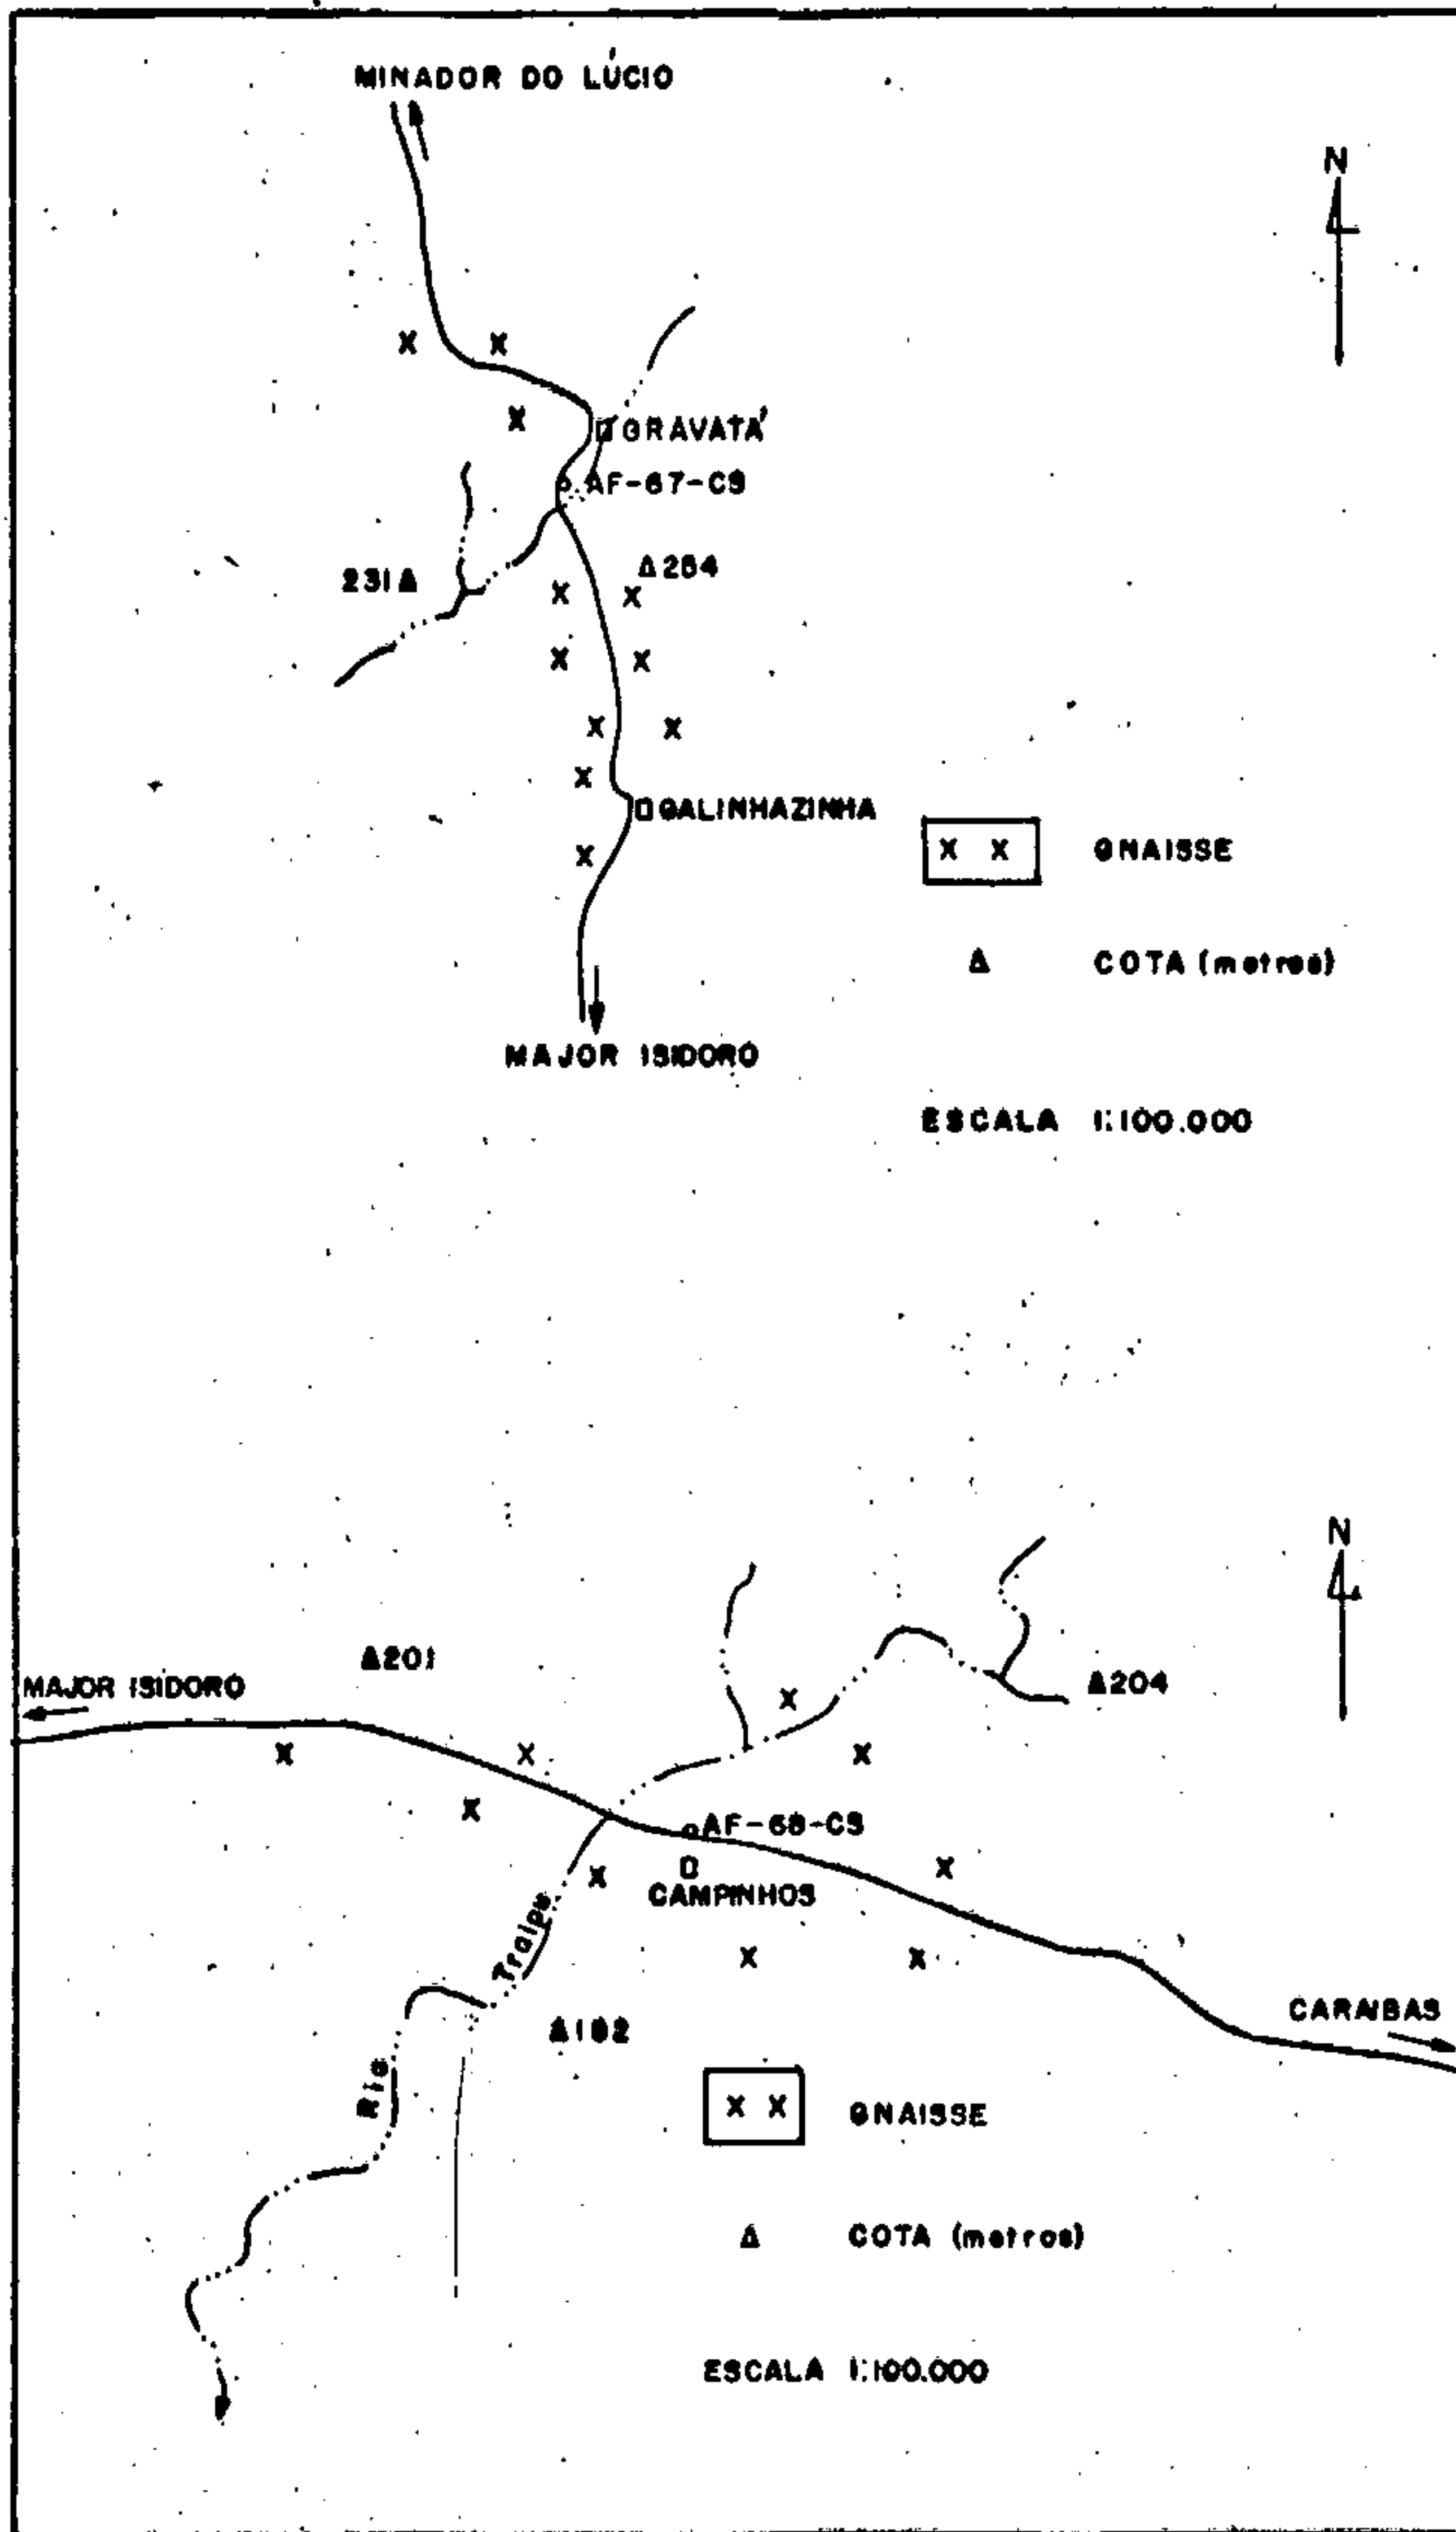 MINADOR DO LÚCIO
N
GRAVATÁ
AF-67-CS
231
254
GALINHAZINHA
X X GNAISSE
COTA (metros)
MAJOR ISIDORO
ESCALA 1:100.000
N
201
MAJOR ISIDORO
204
AF-68-CS
CAMPINHOS
Rio Traipu
CARAIBAS
192
X X GNAISSE
COTA (metros)
ESCALA 1:100.000